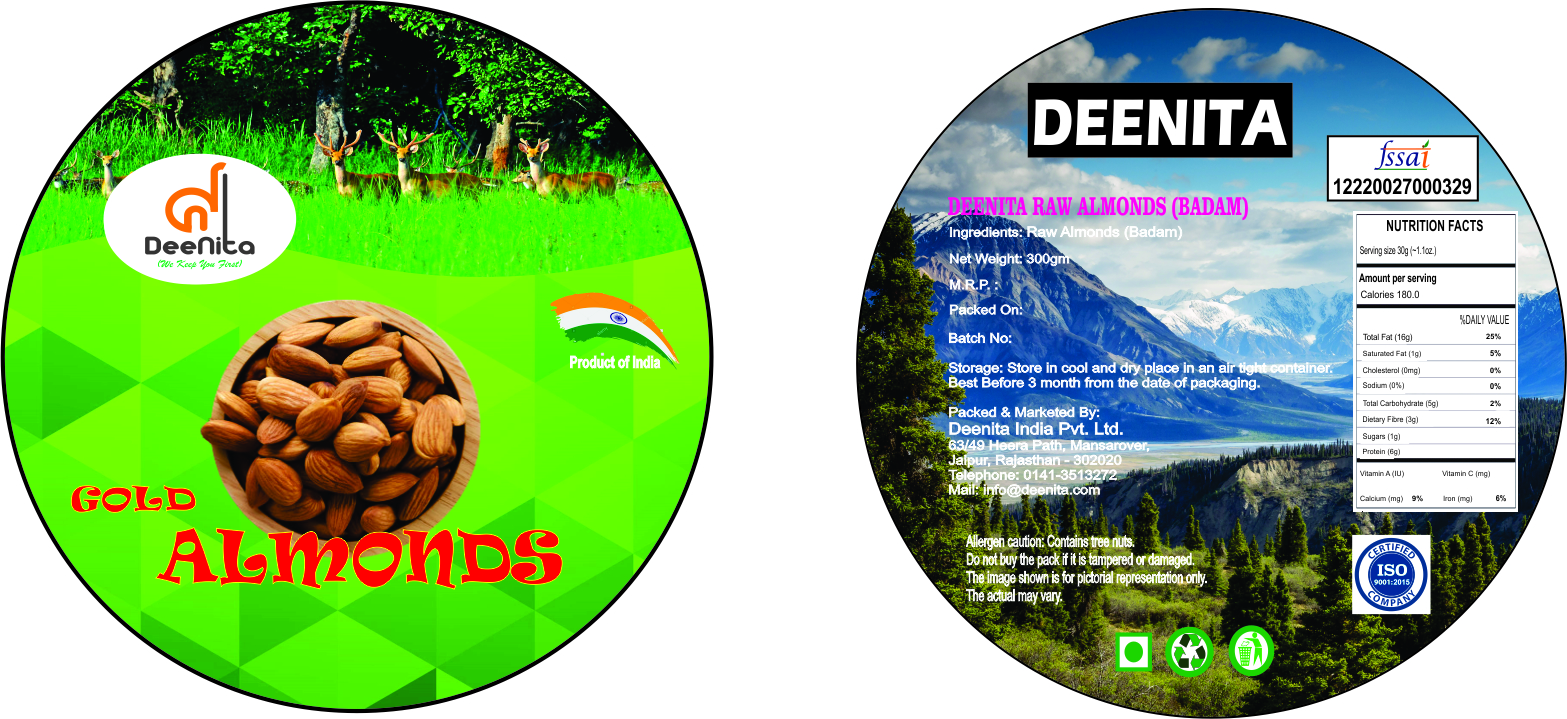 DeeNita
(We Keep You First)
Product of India
GOLD
ALMONDS
DEENITA
fssai
12220027000329
DEENITA RAW ALMONDS (BADAM)
Ingredients: Raw Almonds (Badam)
Net Weight: 300gm
M.R.P. :
Packed On:
Batch No:
Storage: Store in cool and dry place in an air tight container.
Best Before 3 month from the date of packaging.
Packed & Marketed By:
Deenita India Pvt. Ltd.
63/49 Heera Path, Mansarover,
Jaipur, Rajasthan - 302020
Telephone: 0141-3513272
Mail: info@deenita.com
Allergen caution: Contains tree nuts.
Do not buy the pack if it is tampered or damaged.
The image shown is for pictorial representation only.
The actual may vary.
NUTRITION FACTS
Serving size 30g (~1.1oz.)
Amount per serving
Calories 180.0
%DAILY VALUE
Total Fat (16g) 25%
Saturated Fat (1g) 5%
Cholesterol (0mg) 0%
Sodium (0%) 0%
Total Carbohydrate (5g) 2%
Dietary Fibre (3g) 12%
Sugars (1g)
Protein (6g)
Vitamin A (IU) Vitamin C (mg)
Calcium (mg) 9% Iron (mg) 6%
CERTIFIED
ISO
9001:2015
COMPANY